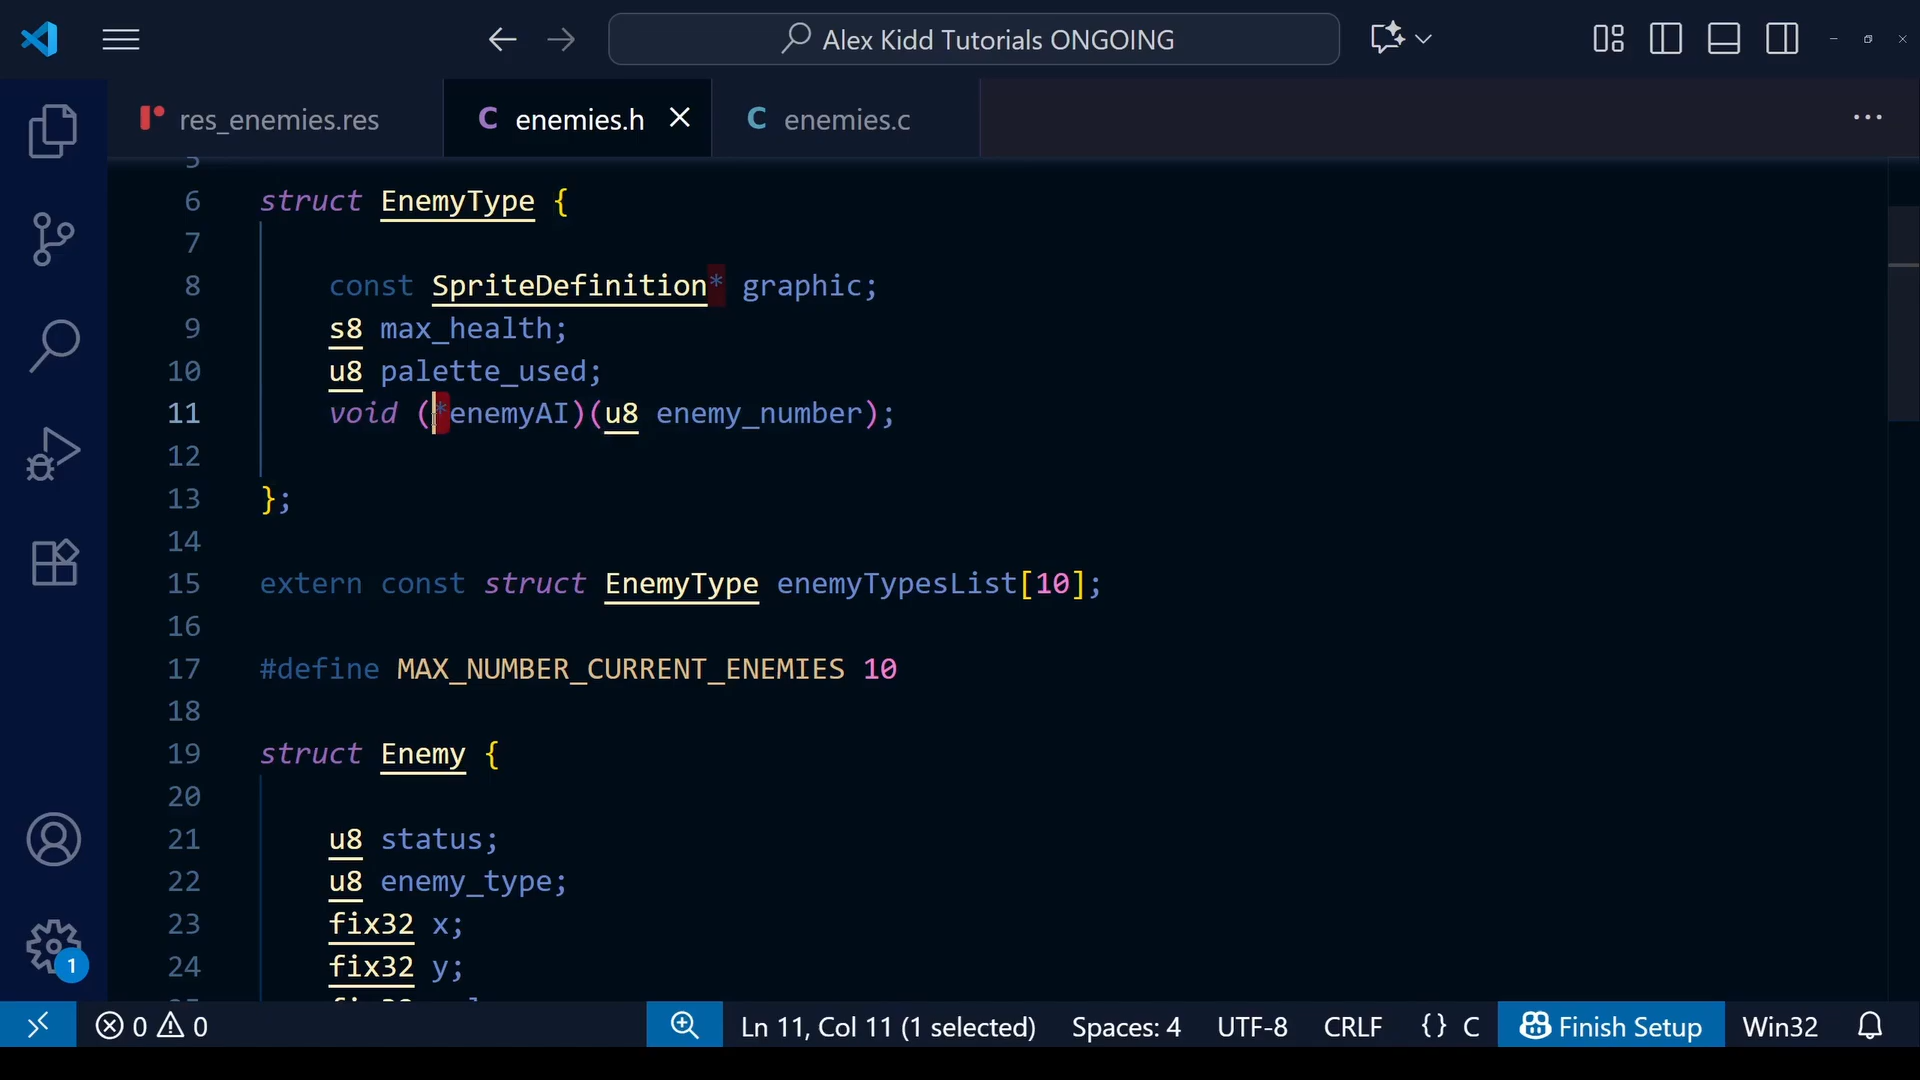 Alex Kidd Tutorials ONGOING
res_enemies.res
C enemies.h
C enemies.c
5
6 struct EnemyType {
7
8 const SpriteDefinition* graphic;
9 s8 max_health;
10 u8 palette_used;
11 void (*enemyAI)(u8 enemy_number);
12
13 };
14
15 extern const struct EnemyType enemyTypesList[10];
16
17 #define MAX_NUMBER_CURRENT_ENEMIES 10
18
19 struct Enemy {
20
21 u8 status;
22 u8 enemy_type;
23 fix32 x;
24 fix32 y;
1
0 0 Ln 11, Col 11 (1 selected) Spaces: 4 UTF-8 CRLF {} C Finish Setup Win32